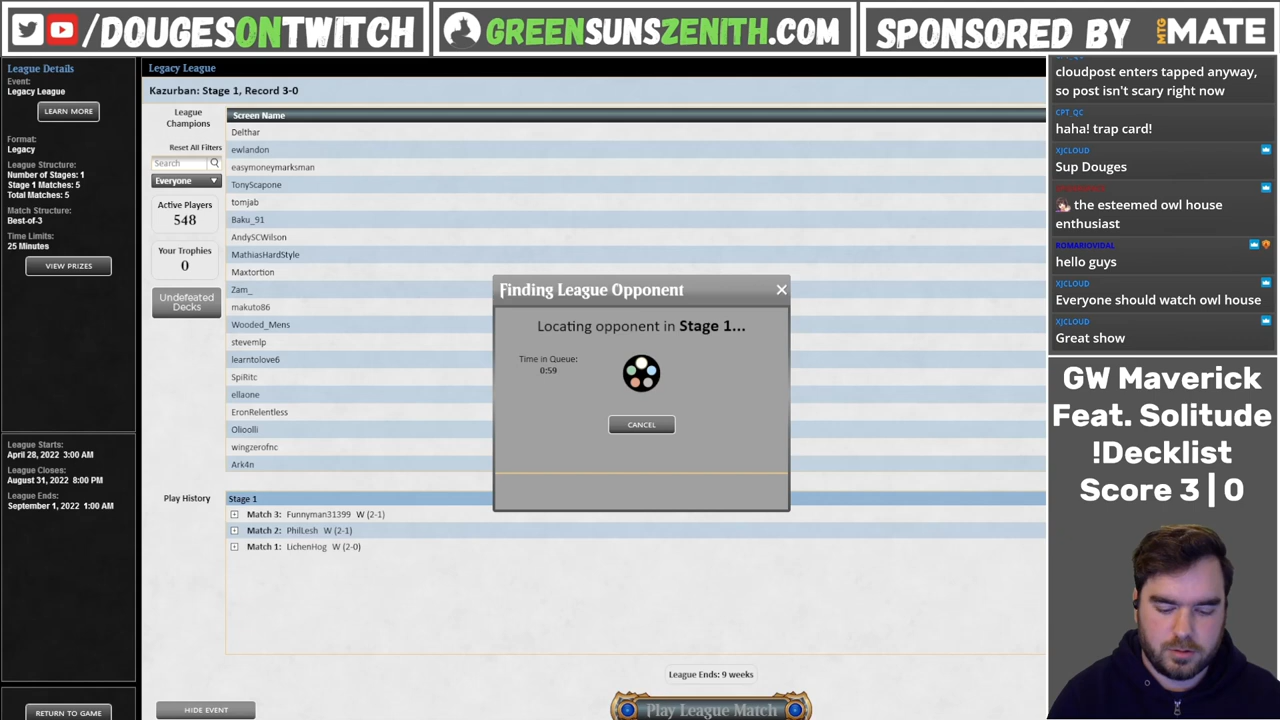 /DOUGESONTWITCH
GREENSUNSZENITH.COM
SPONSORED BY MTG MATE
League Details
Event:
Legacy League
LEARN MORE
Format:
Legacy
League Structure:
Number of Stages: 1
Stage 1 Matches: 5
Total Matches: 5
Match Structure:
Best-of-3
Time Limits:
25 Minutes
VIEW PRIZES
League Starts:
April 28, 2022 3:00 AM
League Closes:
August 31, 2022 8:00 PM
League Ends:
September 1, 2022 1:00 AM
RETURN TO GAME
Legacy League
Kazurban: Stage 1, Record 3-0
League
Champions
Reset All Filters
Search
Everyone
Active Players
548
Your Trophies
0
Undefeated
Decks
Screen Name
Delthar
ewlandon
easymoneymarksman
TonyScapone
tomjab
Baku_91
AndySCWilson
MathiasHardStyle
Maxtortion
Zam_
makuto86
Wooded_Mens
stevemlp
learntolove6
SpiRitc
ellaone
EronRelentless
Olioolli
wingzerofnc
Ark4n
Finding League Opponent
Locating opponent in Stage 1...
Time in Queue:
0:59
CANCEL
Play History
Stage 1
Match 3: Funnyman31399 W (2-1)
Match 2: PhilLesh W (2-1)
Match 1: LichenHog W (2-0)
League Ends: 9 weeks
HIDE EVENT
Play League Match
cloudpost enters tapped anyway,
so post isn't scary right now
CPT_QC
haha! trap card!
XJCLOUD
Sup Douges
the esteemed owl house
enthusiast
ROMARIOVIDAL
hello guys
XJCLOUD
Everyone should watch owl house
XJCLOUD
Great show
GW Maverick
Feat. Solitude
!Decklist
Score 3 | 0